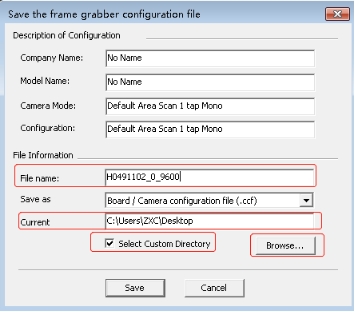 Save the frame grabber configuration file
Description of Configuration
Company Name: No Name
Model Name: No Name
Camera Mode: Default Area Scan 1 tap Mono
Configuration: Default Area Scan 1 tap Mono
File Information
File name: H0491102_0_9600
Save as Board / Camera configuration file (.ccf)
Current C:\Users\ZXC\Desktop
Select Custom Directory Browse...
Save Cancel